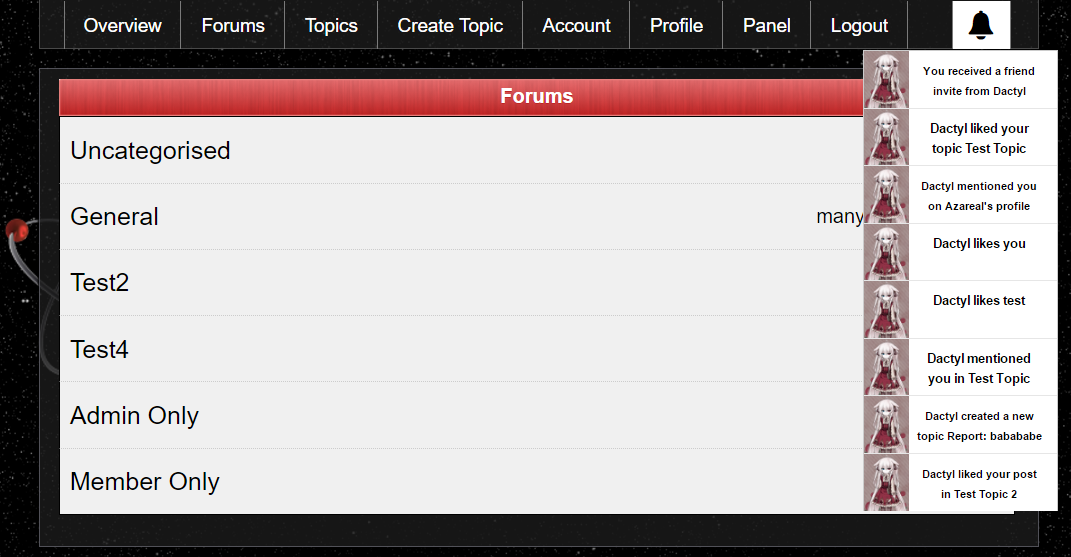 Overview Forums Topics Create Topic Account Profile Panel Logout
Forums
Uncategorised
General many
Test2
Test4
Admin Only
Member Only
You received a friend
invite from Dactyl
Dactyl liked your
topic Test Topic
Dactyl mentioned you
on Azareal's profile
Dactyl likes you
Dactyl likes test
Dactyl mentioned
you in Test Topic
Dactyl created a new
topic Report: babababe
Dactyl liked your post
in Test Topic 2